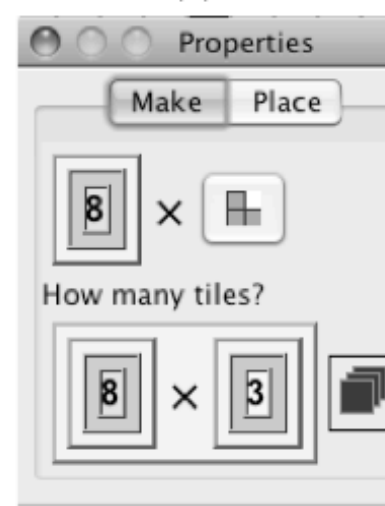 Properties
Make Place
8 ×
How many tiles?
8 × 3